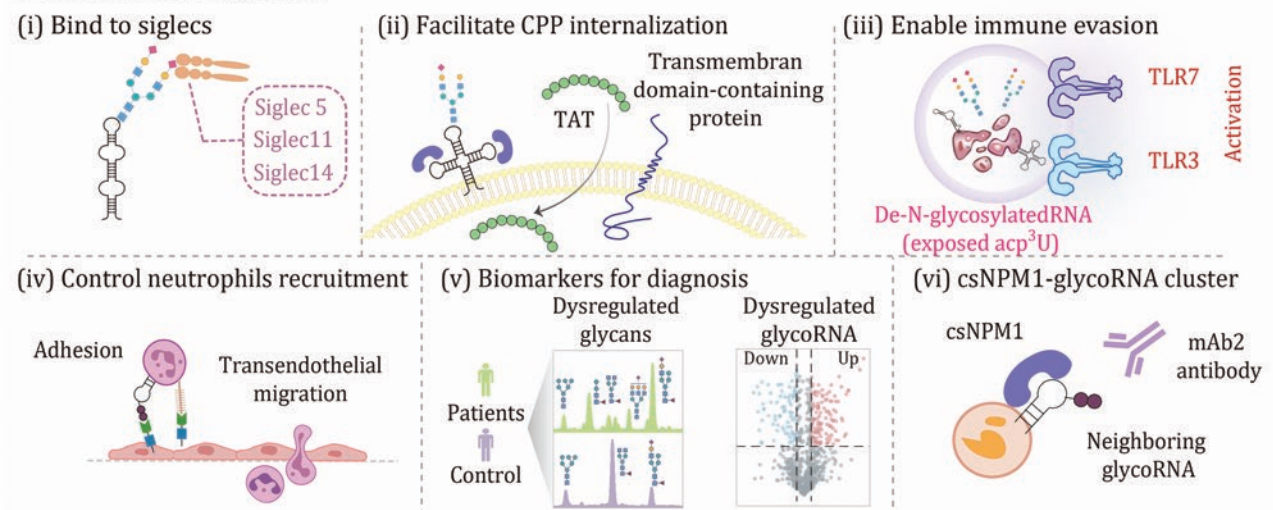 (i) Bind to siglecs
Siglec 5
Siglec11
Siglec14
(ii) Facilitate CPP internalization
TAT
Transmembran
domain-containing
protein
(iii) Enable immune evasion
TLR7
TLR3
Activation
De-N-glycosylatedRNA
(exposed acp³U)
(iv) Control neutrophils recruitment
Adhesion
Transendothelial
migration
(v) Biomarkers for diagnosis
Dysregulated
glycans
Patients
Control
Dysregulated
glycoRNA
Down
Up
(vi) csNPM1-glycoRNA cluster
csNPM1
mAb2
antibody
Neighboring
glycoRNA